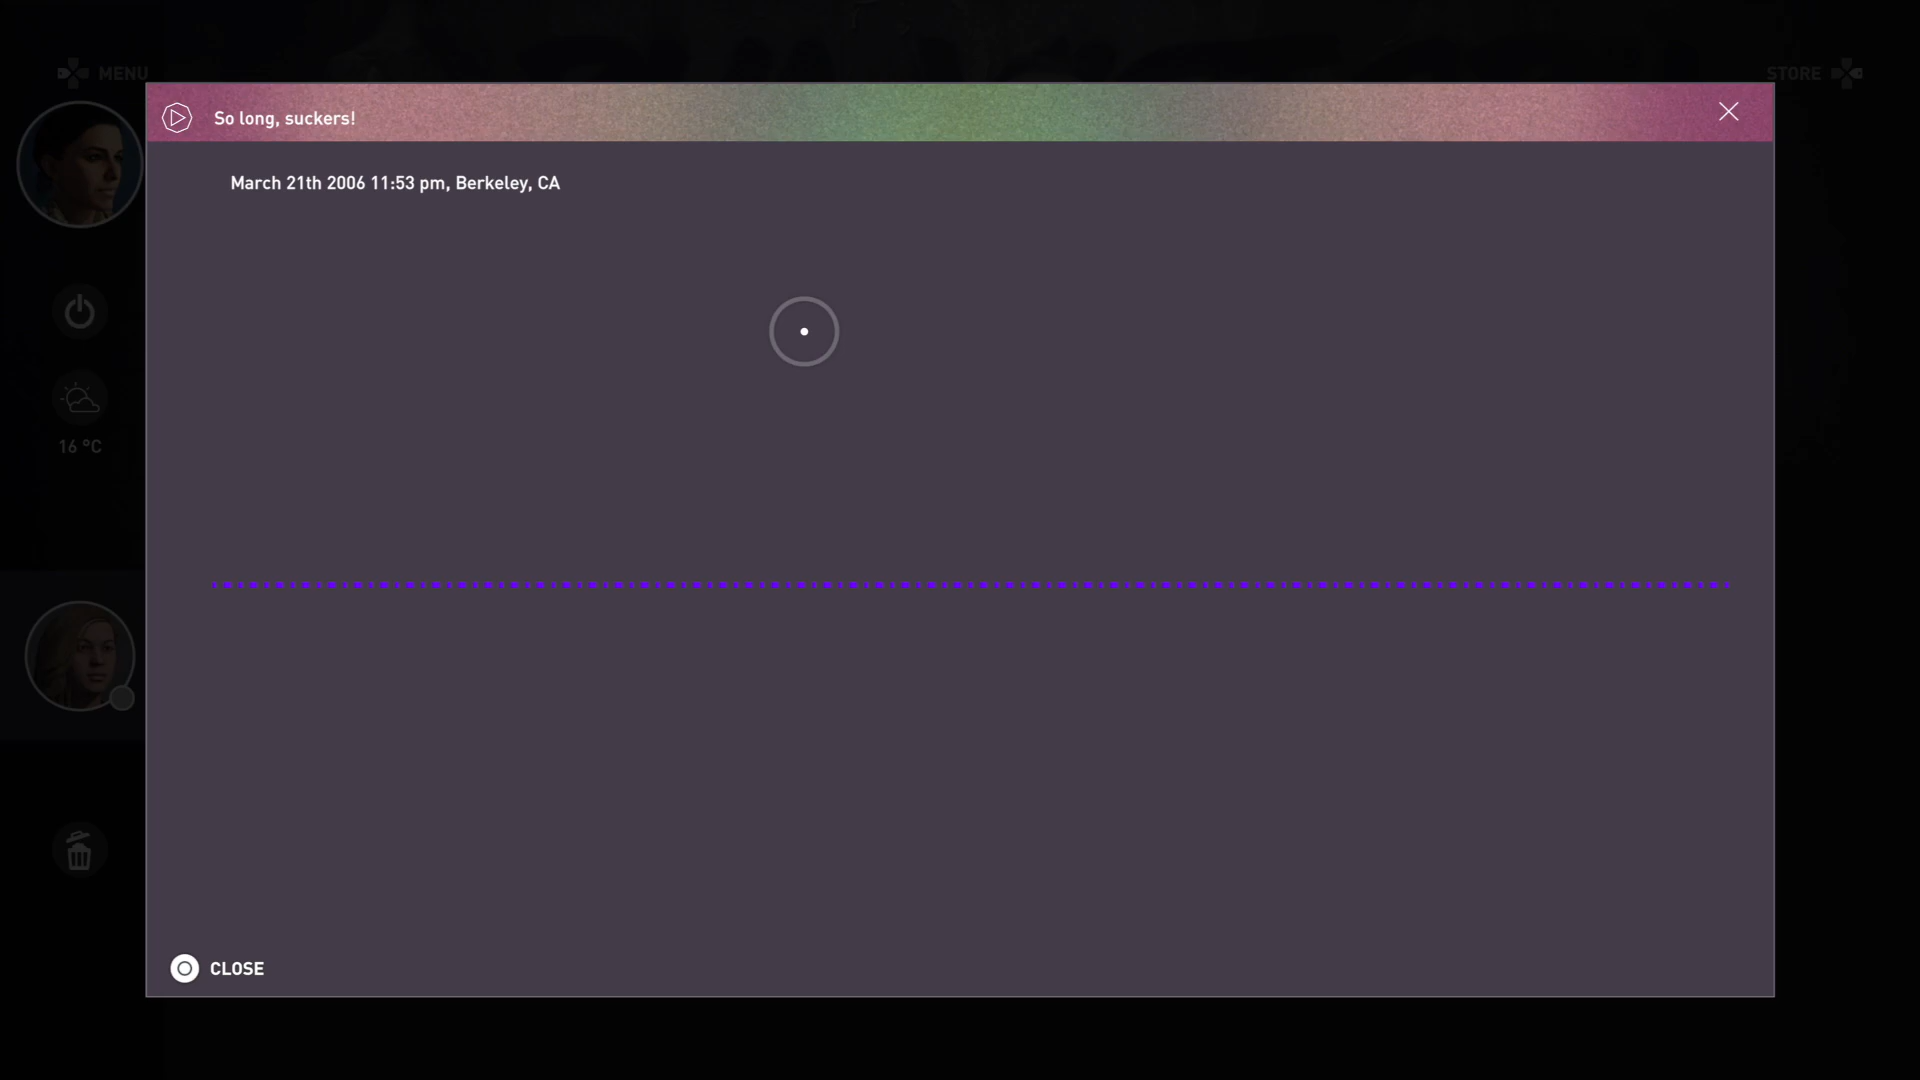 MENU
STORE
So long, suckers!
March 21th 2006 11:53 pm, Berkeley, CA
16 °C
CLOSE